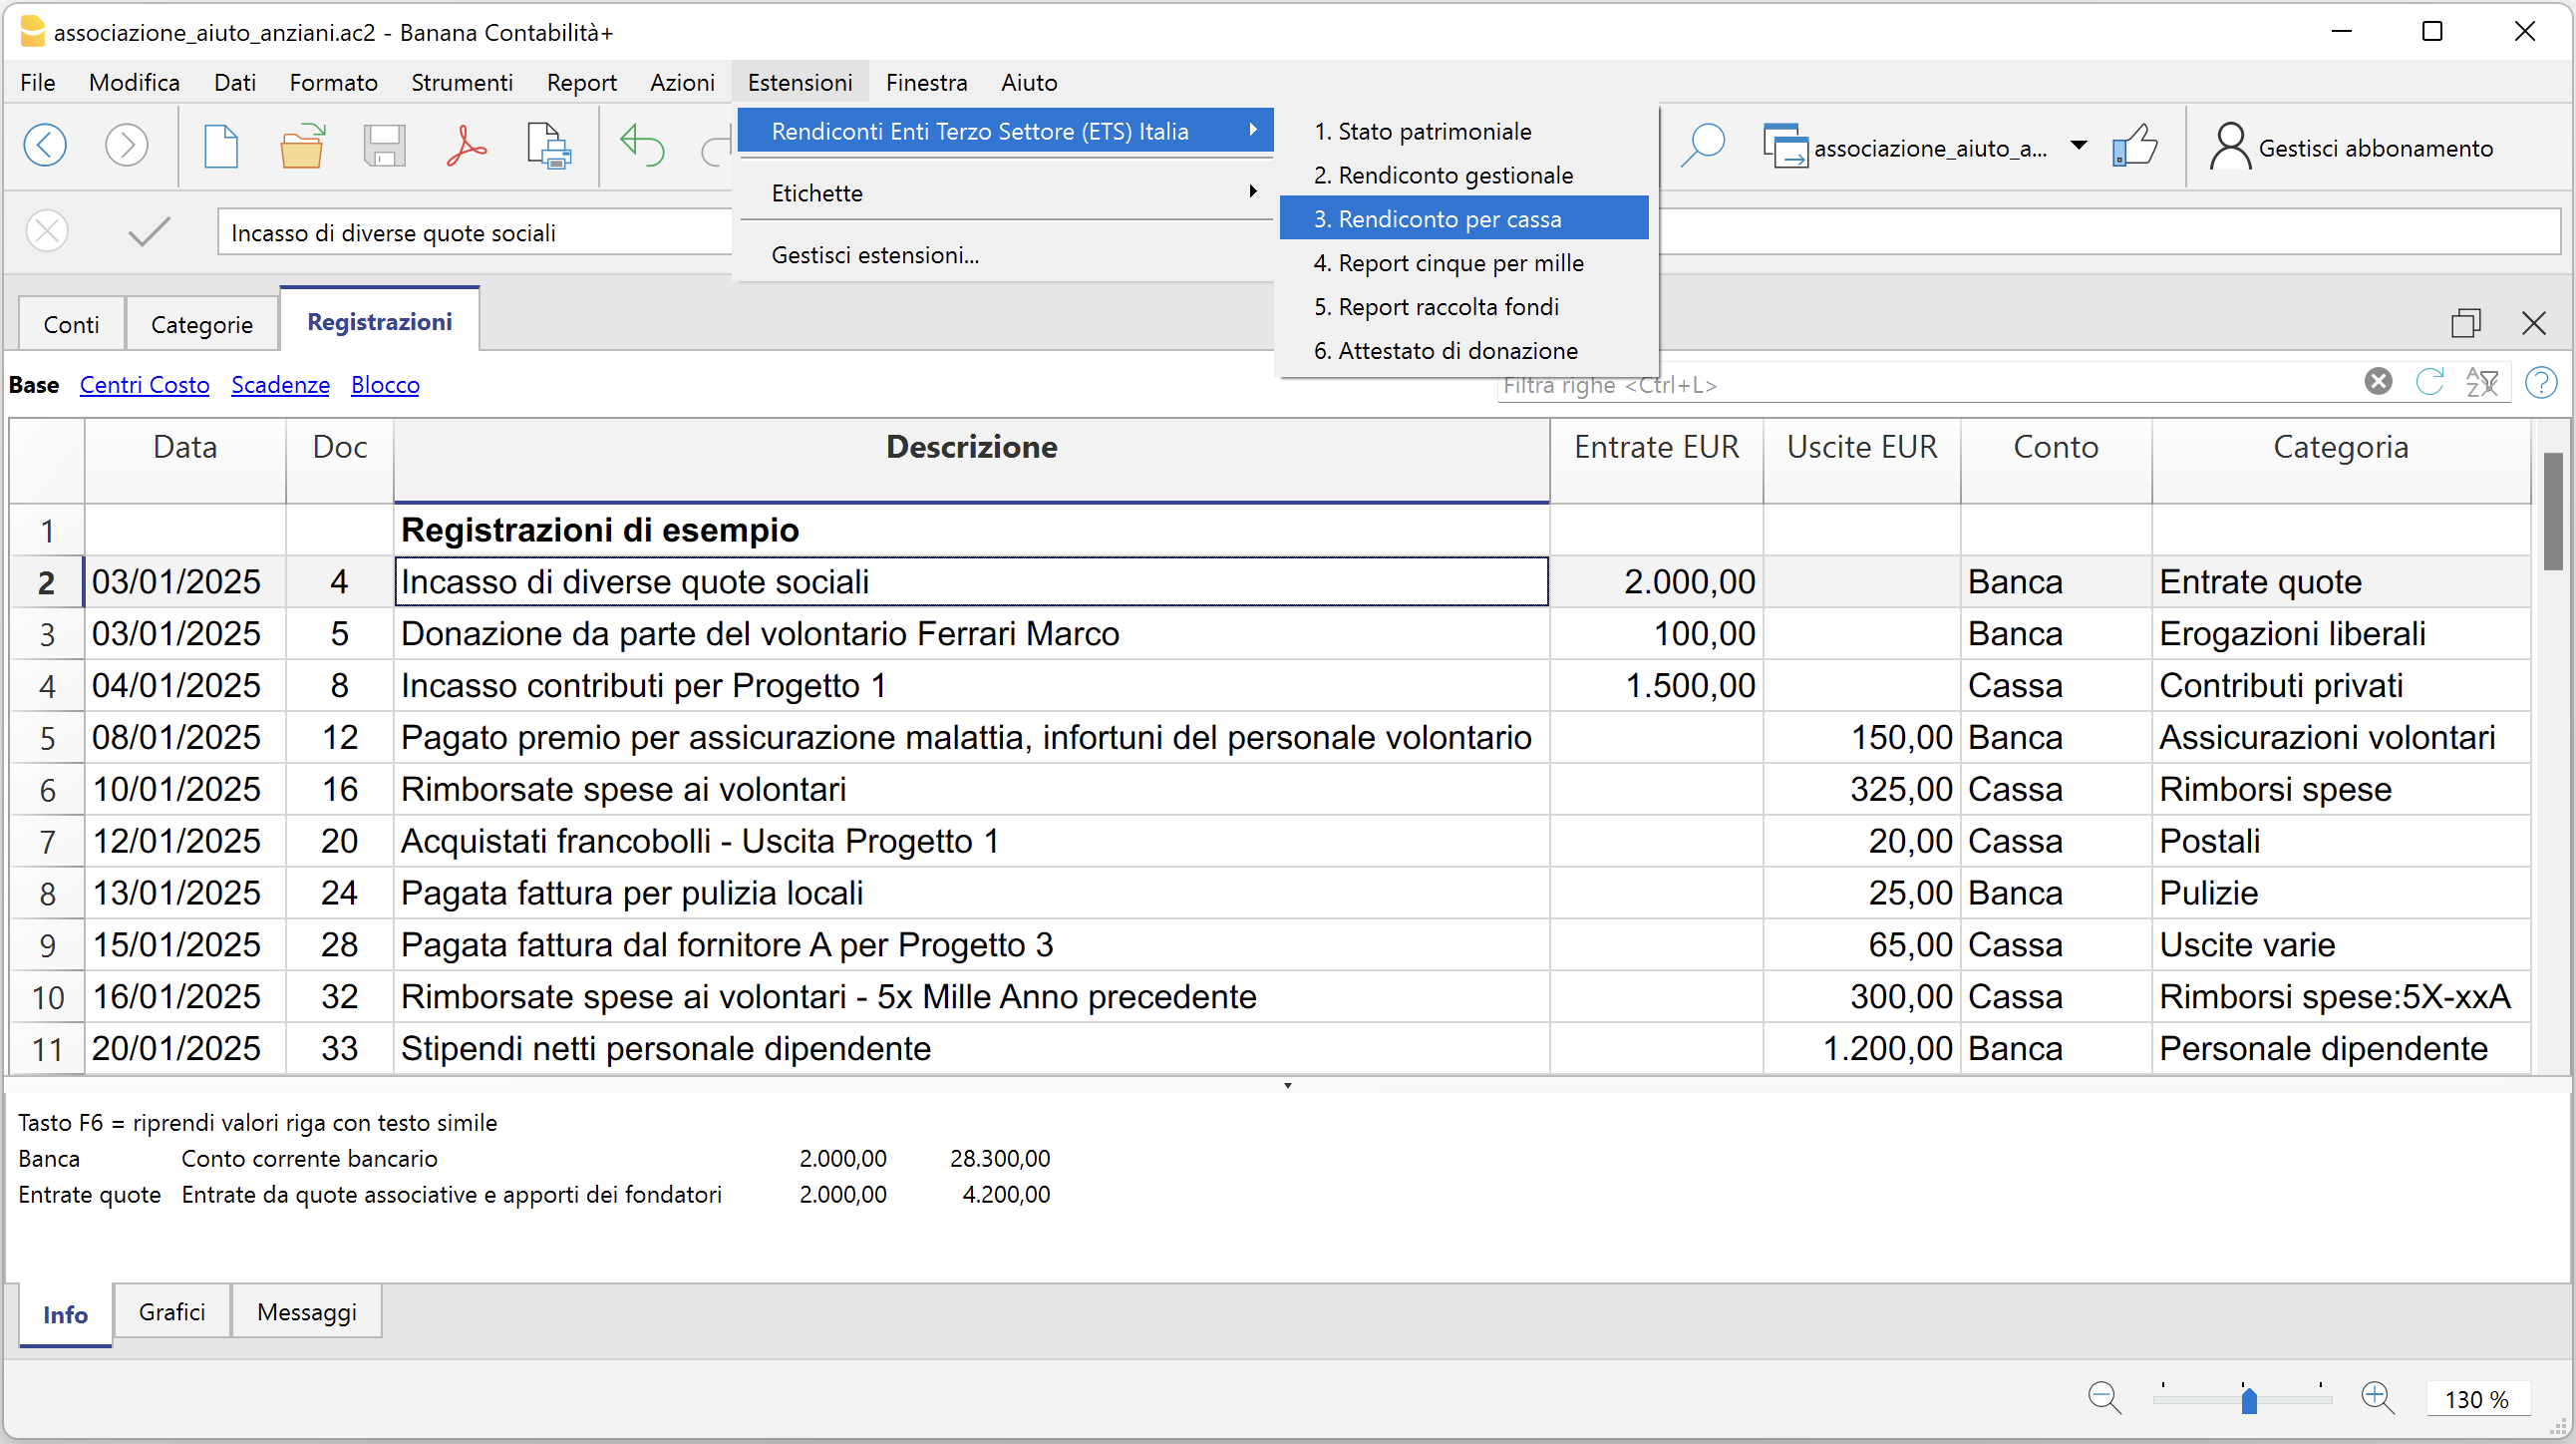 associazione_aiuto_anziani.ac2 - Banana Contabilità+
File Modifica Dati Formato Strumenti Report Azioni Estensioni Finestra Aiuto
Rendiconti Enti Terzo Settore (ETS) Italia
Etichette
Gestisci estensioni...
1. Stato patrimoniale
2. Rendiconto gestionale
3. Rendiconto per cassa
4. Report cinque per mille
5. Report raccolta fondi
6. Attestato di donazione
associazione_aiuto_a... Gestisci abbonamento
Incasso di diverse quote sociali
Conti Categorie Registrazioni
Base Centri Costo Scadenze Blocco Filtra righe <Ctrl+L>
Data Doc Descrizione Entrate EUR Uscite EUR Conto Categoria
1 Registrazioni di esempio
2 03/01/2025 4 Incasso di diverse quote sociali 2.000,00 Banca Entrate quote
3 03/01/2025 5 Donazione da parte del volontario Ferrari Marco 100,00 Banca Erogazioni liberali
4 04/01/2025 8 Incasso contributi per Progetto 1 1.500,00 Cassa Contributi privati
5 08/01/2025 12 Pagato premio per assicurazione malattia, infortuni del personale volontario 150,00 Banca Assicurazioni volontari
6 10/01/2025 16 Rimborsate spese ai volontari 325,00 Cassa Rimborsi spese
7 12/01/2025 20 Acquistati francobolli - Uscita Progetto 1 20,00 Cassa Postali
8 13/01/2025 24 Pagata fattura per pulizia locali 25,00 Banca Pulizie
9 15/01/2025 28 Pagata fattura dal fornitore A per Progetto 3 65,00 Cassa Uscite varie
10 16/01/2025 32 Rimborsate spese ai volontari - 5x Mille Anno precedente 300,00 Cassa Rimborsi spese:5X-xxA
11 20/01/2025 33 Stipendi netti personale dipendente 1.200,00 Banca Personale dipendente
Tasto F6 = riprendi valori riga con testo simile
Banca Conto corrente bancario 2.000,00 28.300,00
Entrate quote Entrate da quote associative e apporti dei fondatori 2.000,00 4.200,00
Info Grafici Messaggi
130 %